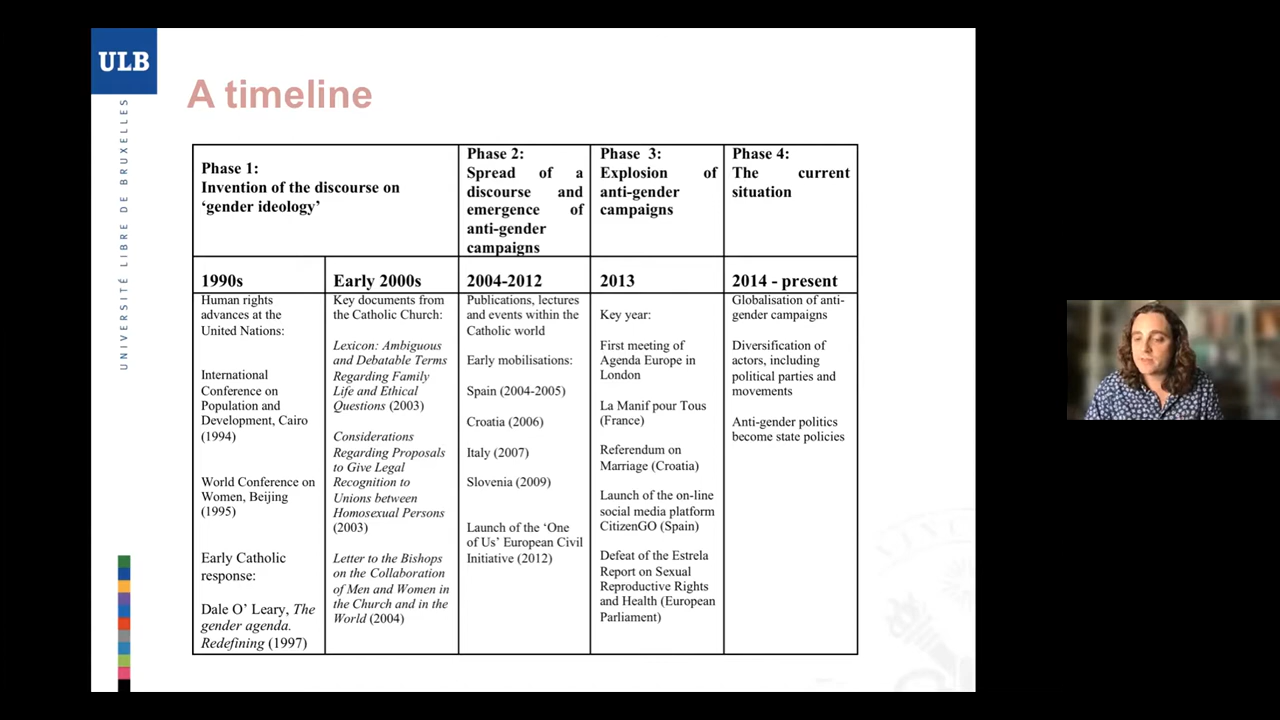 ULB
UNIVERSITÉ LIBRE DE BRUXELLES
A timeline
Phase 1:
Invention of the discourse on
‘gender ideology’
Phase 2:
Spread of a
discourse and
emergence of
anti-gender
campaigns
Phase 3:
Explosion of
anti-gender
campaigns
Phase 4:
The current
situation
1990s
Early 2000s
2004-2012
2013
2014 - present
Human rights
advances at the
United Nations:
International
Conference on
Population and
Development, Cairo
(1994)
World Conference on
Women, Beijing
(1995)
Early Catholic
response:
Dale O’ Leary, The
gender agenda.
Redefining (1997)
Key documents from
the Catholic Church:
Lexicon: Ambiguous
and Debatable Terms
Regarding Family
Life and Ethical
Questions (2003)
Considerations
Regarding Proposals
to Give Legal
Recognition to
Unions between
Homosexual Persons
(2003)
Letter to the Bishops
on the Collaboration
of Men and Women in
the Church and in the
World (2004)
Publications, lectures
and events within the
Catholic world
Early mobilisations:
Spain (2004-2005)
Croatia (2006)
Italy (2007)
Slovenia (2009)
Launch of the ‘One
of Us’ European Civil
Initiative (2012)
Key year:
First meeting of
Agenda Europe in
London
La Manif pour Tous
(France)
Referendum on
Marriage (Croatia)
Launch of the on-line
social media platform
CitizenGO (Spain)
Defeat of the Estrela
Report on Sexual
Reproductive Rights
and Health (European
Parliament)
Globalisation of anti-
gender campaigns
Diversification of
actors, including
political parties and
movements
Anti-gender politics
become state policies